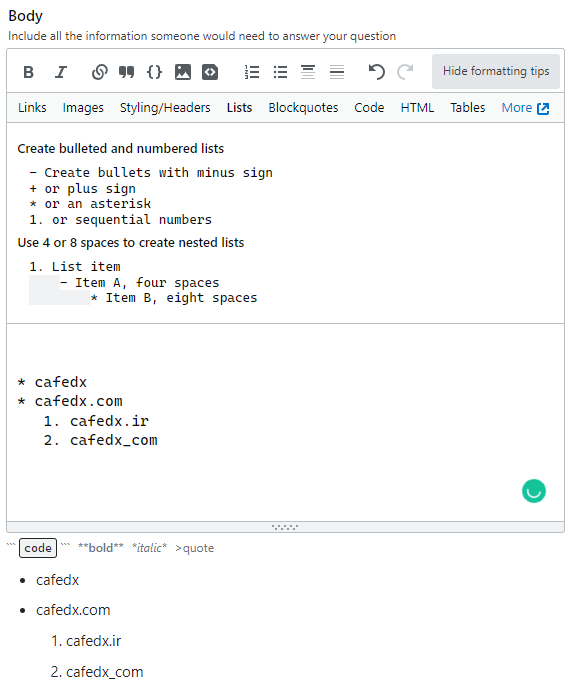 Body
Include all the information someone would need to answer your question
B I Hide formatting tips
Links Images Styling/Headers Lists Blockquotes Code HTML Tables More
Create bulleted and numbered lists
- Create bullets with minus sign
+ or plus sign
* or an asterisk
1. or sequential numbers
Use 4 or 8 spaces to create nested lists
1. List item
    - Item A, four spaces
        * Item B, eight spaces
* cafedx
* cafedx.com
   1. cafedx.ir
   2. cafedx_com
``` code ``` **bold** *italic* >quote
• cafedx
• cafedx.com
1. cafedx.ir
2. cafedx_com